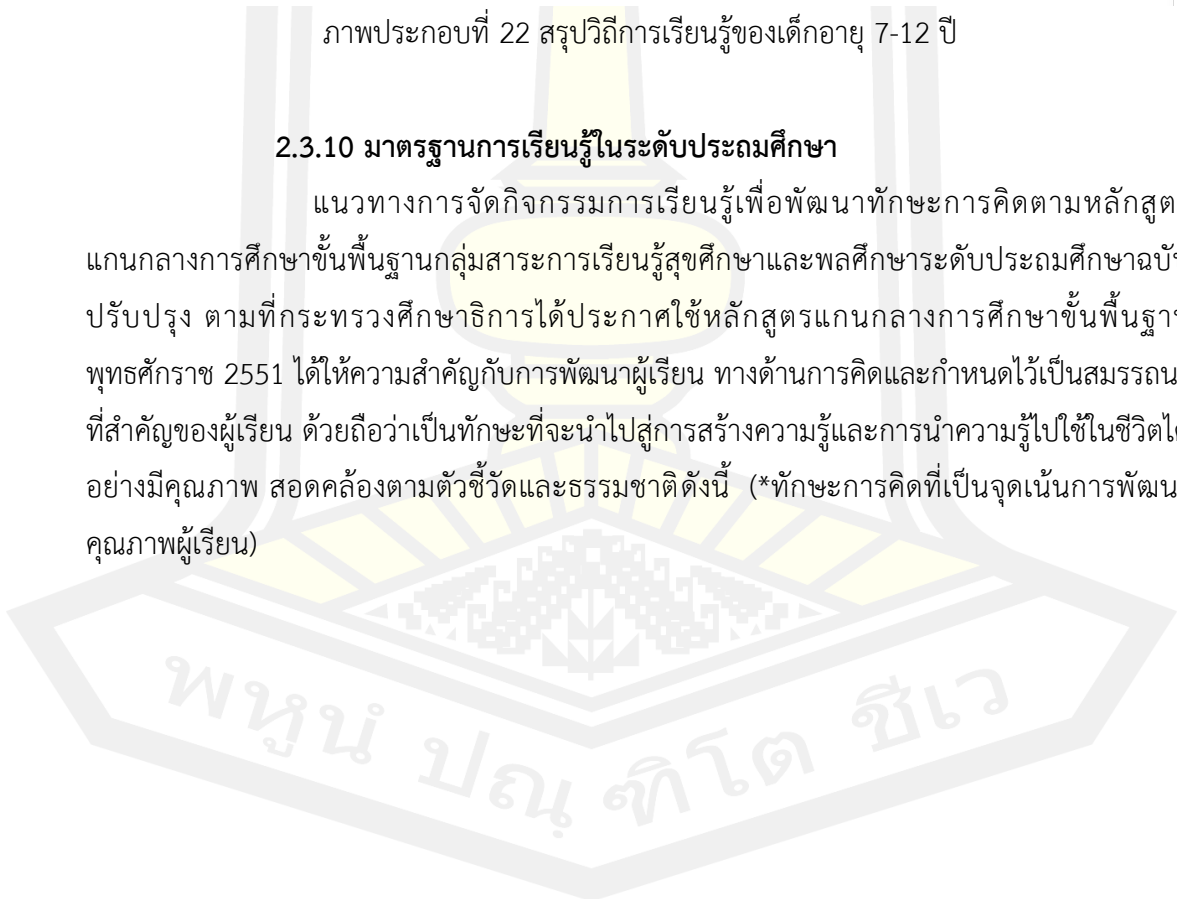 ภาพประกอบที่ 22 สรุปวิถีการเรียนรู้ของเด็กอายุ 7-12 ปี
2.3.10 มาตรฐานการเรียนรู้ในระดับประถมศึกษา
แนวทางการจัดกิจกรรมการเรียนรู้เพื่อพัฒนาทักษะการคิดตามหลักสูต
แกนกลางการศึกษาขั้นพื้นฐานกลุ่มสาระการเรียนรู้สุขศึกษาและพลศึกษาระดับประถมศึกษาฉบั
ปรับปรุง ตามที่กระทรวงศึกษาธิการได้ประกาศใช้หลักสูตรแกนกลางการศึกษาขั้นพื้นฐา
พุทธศักราช 2551 ได้ให้ความสำคัญกับการพัฒนาผู้เรียน ทางด้านการคิดและกำหนดไว้เป็นสมรรถน
ที่สำคัญของผู้เรียน ด้วยถือว่าเป็นทักษะที่จะนำไปสู่การสร้างความรู้และการนำความรู้ไปใช้ในชีวิตได
อย่างมีคุณภาพ สอดคล้องตามตัวชี้วัดและธรรมชาติดังนี้ (*ทักษะการคิดที่เป็นจุดเน้นการพัฒน
คุณภาพผู้เรียน)
พหูนํ ปณฺฑิโต ชีเว